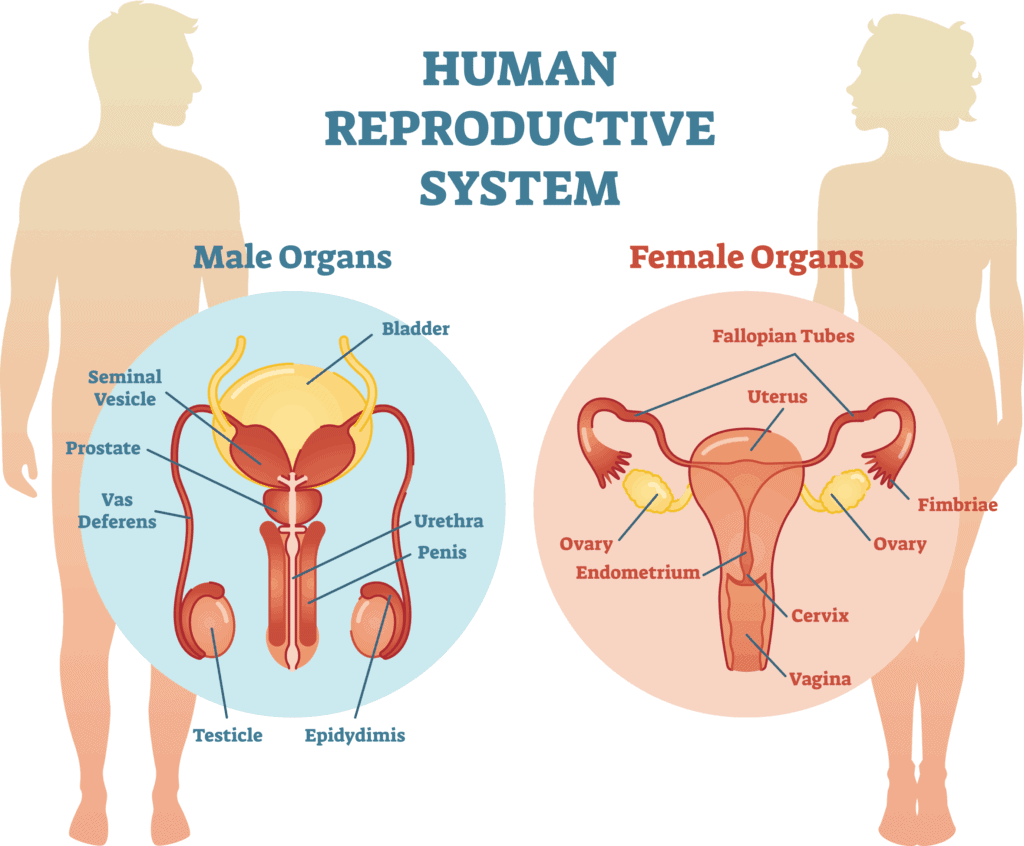 HUMAN
REPRODUCTIVE
SYSTEM
Male Organs
Bladder
Seminal
Vesicle
Prostate
Vas
Deferens
Urethra
Penis
Testicle
Epidydimis
Female Organs
Fallopian Tubes
Uterus
Fimbriae
Ovary
Ovary
Endometrium
Cervix
Vagina